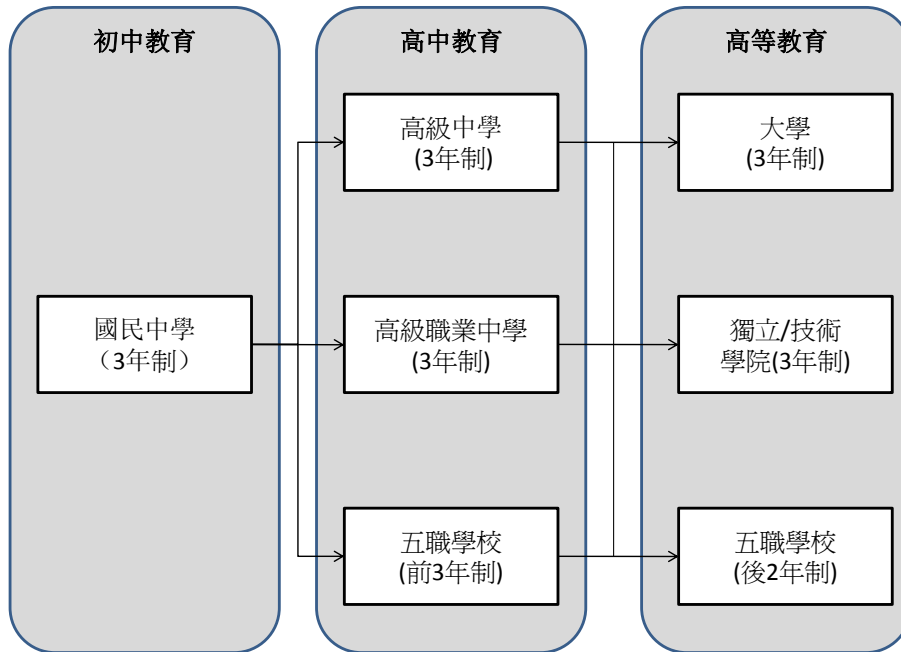 初中教育
國民中學
（3年制）
高中教育
高級中學
(3年制)
高級職業中學
(3年制)
五職學校
(前3年制)
高等教育
大學
(3年制)
獨立/技術
學院(3年制)
五職學校
(後2年制)